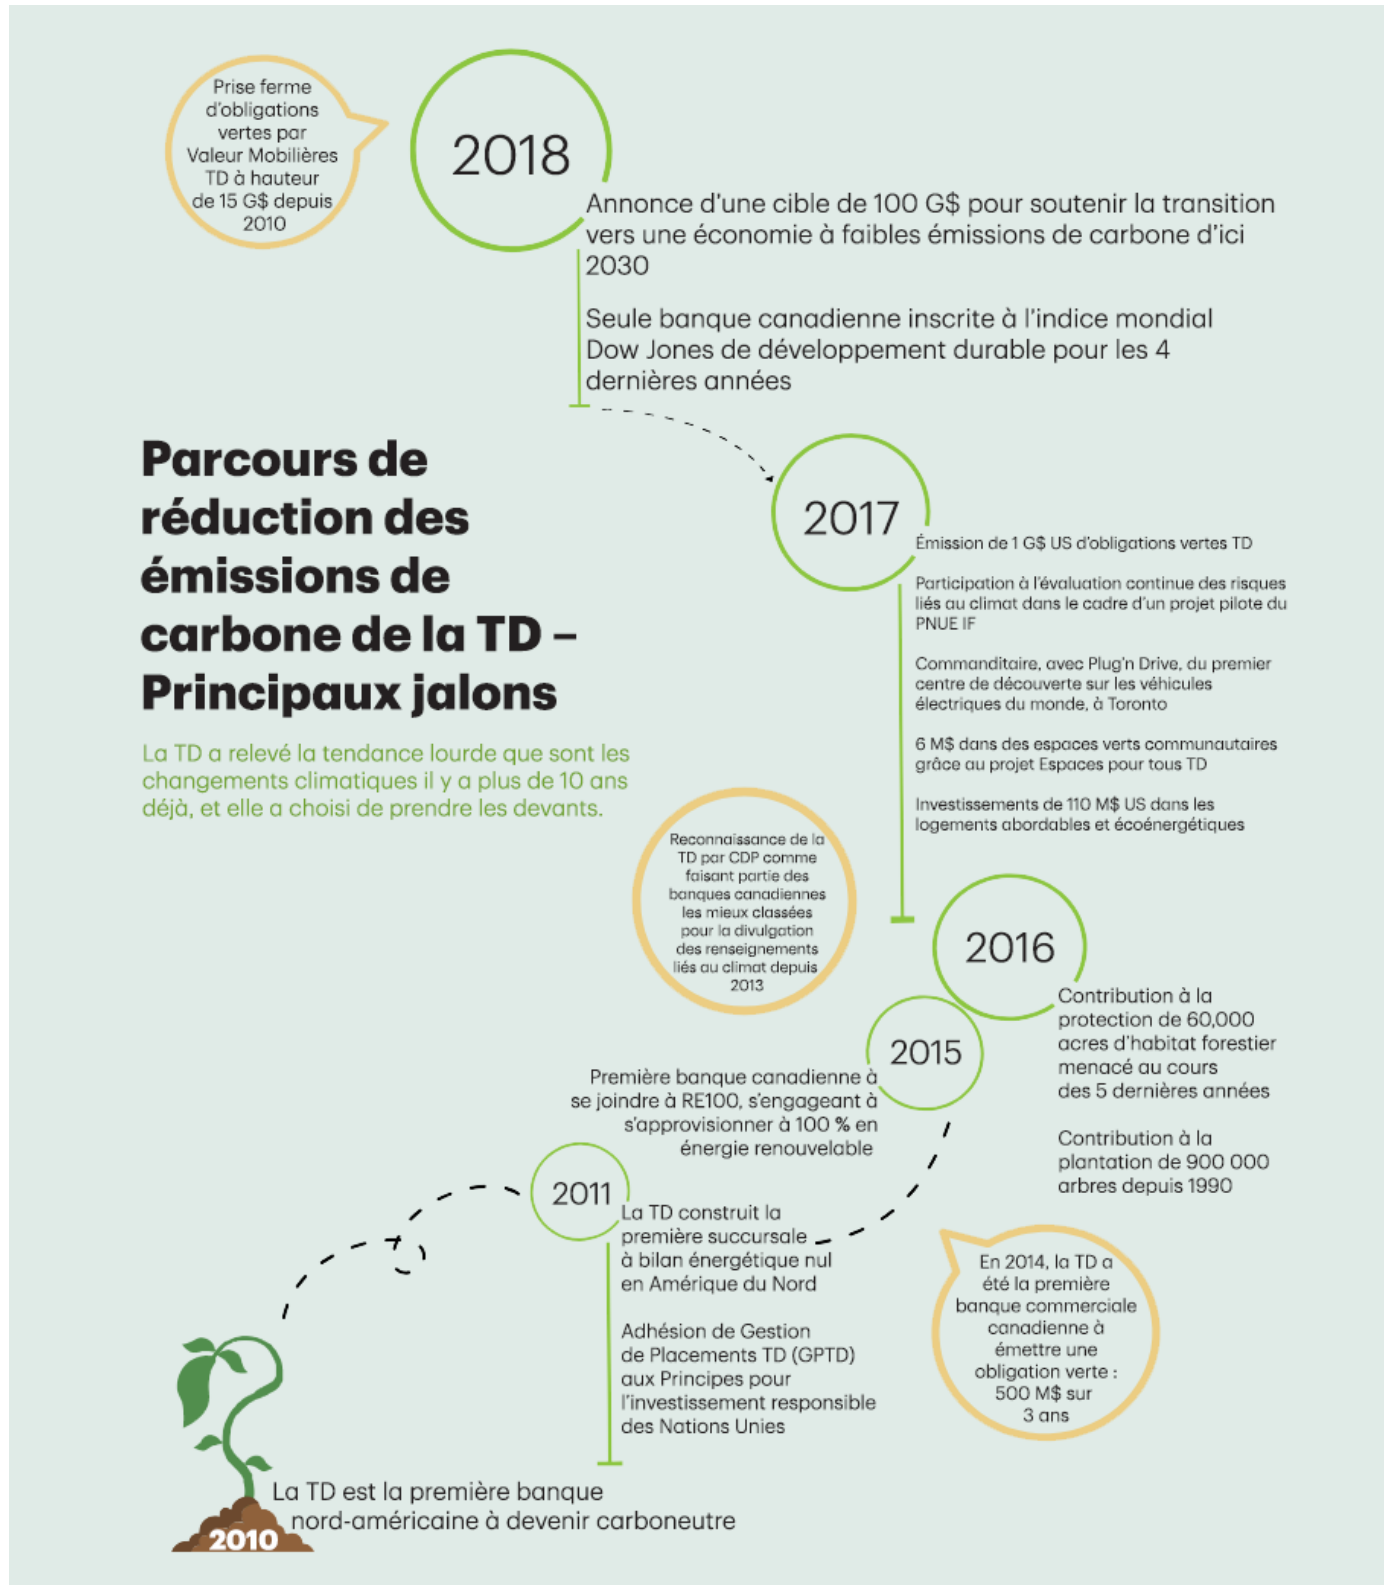 Prise ferme
d'obligations
vertes par
Valeur Mobilières
TD à hauteur
de 15 G$ depuis
2010
2018
Annonce d'une cible de 100 G$ pour soutenir la transition
vers une économie à faibles émissions de carbone d'ici
2030
Seule banque canadienne inscrite à l'indice mondial
Dow Jones de développement durable pour les 4
dernières années
Parcours de
réduction des
émissions de
carbone de la TD –
Principaux jalons
La TD a relevé la tendance lourde que sont les
changements climatiques il y a plus de 10 ans
déjà, et elle a choisi de prendre les devants.
2017
Émission de 1 G$ US d'obligations vertes TD
Participation à l'évaluation continue des risques
liés au climat dans le cadre d'un projet pilote du
PNUE IF
Commanditaire, avec Plug'n Drive, du premier
centre de découverte sur les véhicules
électriques du monde, à Toronto
6 M$ dans des espaces verts communautaires
grâce au projet Espaces pour tous TD
Investissements de 110 M$ US dans les
logements abordables et écoénergétiques
Reconnaissance de la
TD par CDP comme
faisant partie des
banques canadiennes
les mieux classées
pour la divulgation
des renseignements
liés au climat depuis
2013
2016
Contribution à la
protection de 60,000
acres d'habitat forestier
menacé au cours
des 5 dernières années
Contribution à la
plantation de 900 000
arbres depuis 1990
2015
Première banque canadienne à
se joindre à RE100, s'engageant à
s'approvisionner à 100 % en
énergie renouvelable
En 2014, la TD a
été la première
banque commerciale
canadienne à
émettre une
obligation verte :
500 M$ sur
3 ans
2011
La TD construit la
première succursale
à bilan énergétique nul
en Amérique du Nord
Adhésion de Gestion
de Placements TD (GPTD)
aux Principes pour
l'investissement responsible
des Nations Unies
La TD est la première banque
nord-américaine à devenir carboneutre
2010